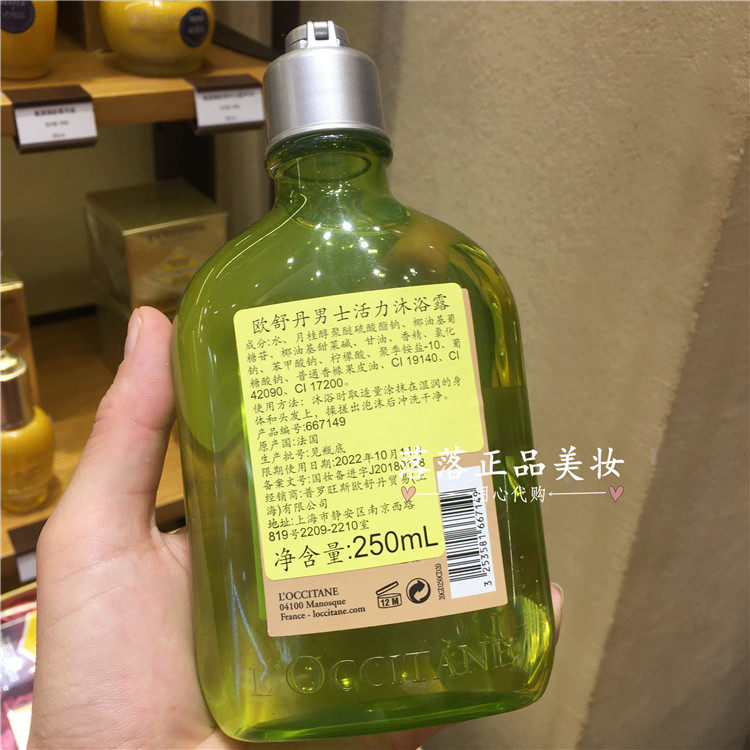 欧舒丹男士活力沐浴露
成分:水、月桂醇聚醚硫酸酯钠、椰油基葡
糖苷、椰油基甜菜碱、甘油、香精、氯化
钠、苯甲酸钠、柠檬酸、聚季铵盐-10、葡
糖酸钠、普通香橼果皮油、CI 19140、CI
42090、CI 17200。
使用方法：沐浴时取适量涂抹在湿润的身
体和头发上，揉搓出泡沫后冲洗干净。
产品编号:667149
原产国:法国
生产批号:见瓶底
限期使用日期:2022年10月
备案文号:国妆备进字J2018
经销商:普罗旺斯欧舒丹贸易(上
海)有限公司
地址:上海市静安区南京西路
819号2209-2210室
净含量:250mL
落落正品美妆
心代购
3 253581 667149
L'OCCITANE
04100 Manosque
France - loccitane.com
12 M
L'OCCITANE